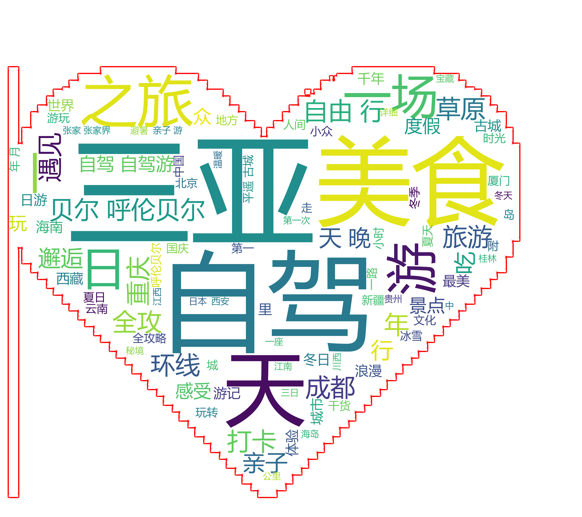 之旅
一场
千年
宝藏
世界
游玩
众
地方
自由 行
详细
草原
张家 张家界
避暑
亲子 游
人间
小众
度假
古城
时光
年 月
遇见
三亚
美食
自驾 自驾游
中国
温暖
北京
平遥 古城
冬季
厦门
冬天
日游
贝尔 呼伦贝尔
走
第一次
岛
玩
海南
天 晚
小时
夏天
旅游
附
邂逅
日
重庆
呼伦贝尔
国庆
第一
自驾
游
吃
桂林
西藏
一路
最美
夏日
云南
江西
日本
西安
里
新疆
贵州
景点
中
全攻
年
文化
全攻略
一座
冰雪
秘境
行
环线
城
天
江南
冬日
川西
浪漫
感受
游记
三日
成都
玩转
城市
干货
打卡
体验
海岛
亲子
公里